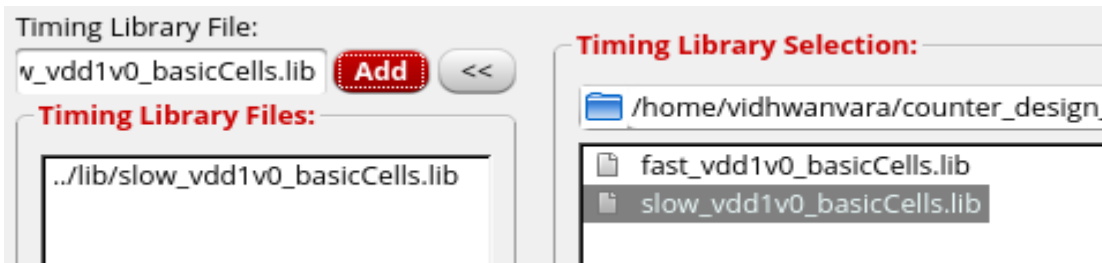 Timing Library File:
w_vdd1v0_basicCells.lib Add <<
Timing Library Files:
../lib/slow_vdd1v0_basicCells.lib
Timing Library Selection:
/home/vidhwanvara/counter_design_
fast_vdd1v0_basicCells.lib
slow_vdd1v0_basicCells.lib